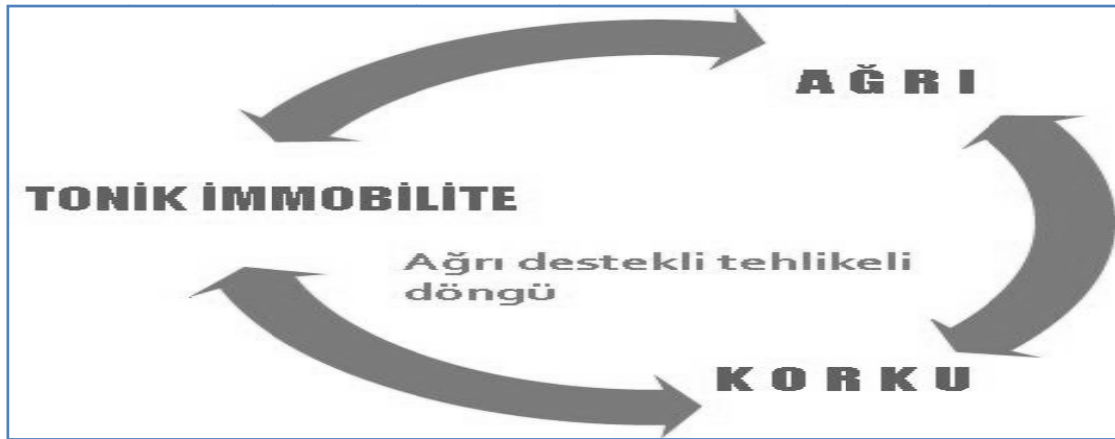 AĞRI
TONİK İMMOBİLİTE
Ağrı destekli tehlikeli
döngü
KORKU